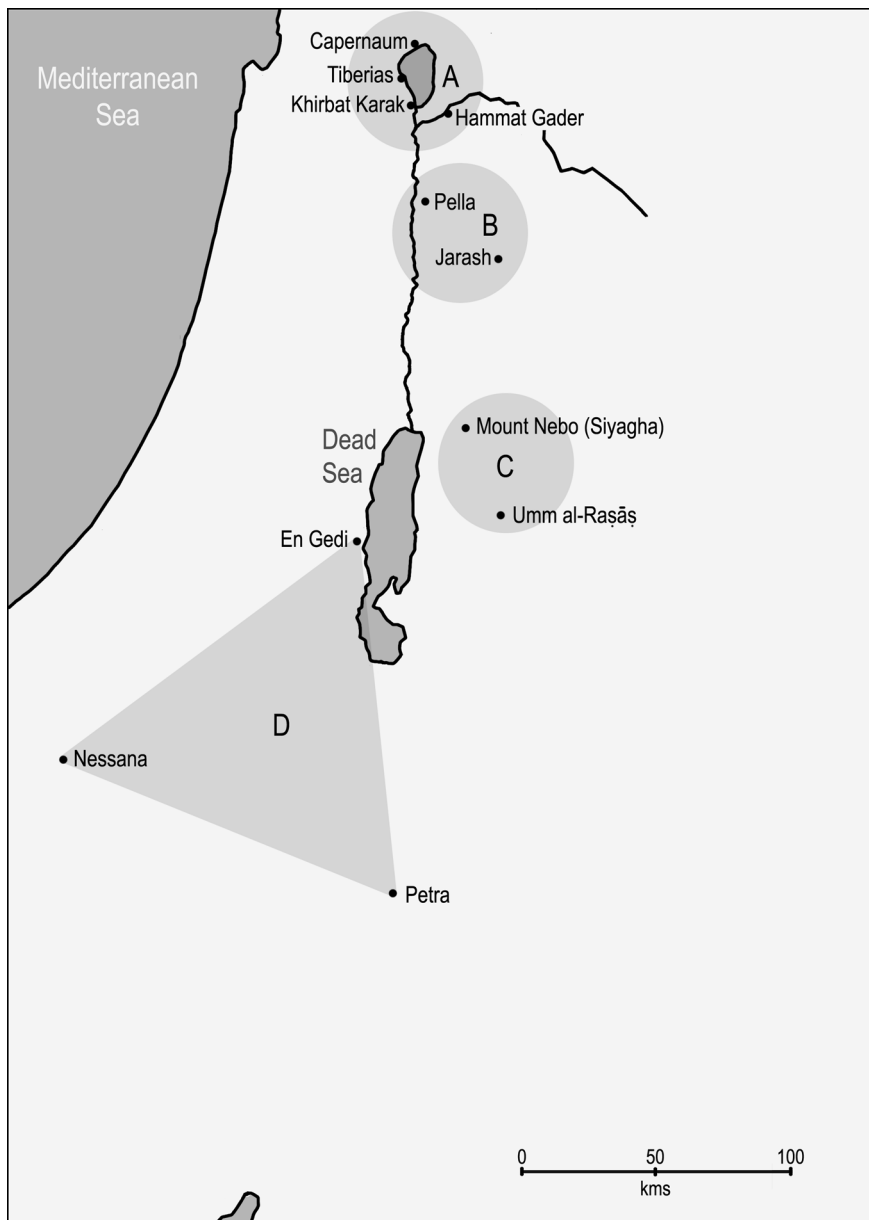 Capernaum
Mediterranean
Sea
Tiberias
A
Khirbat Karak
Hammat Gader
Pella
B
Jarash
Mount Nebo (Siyagha)
Dead
Sea
C
Umm al-Raṣāṣ
En Gedi
D
Nessana
Petra
0 50 100
kms